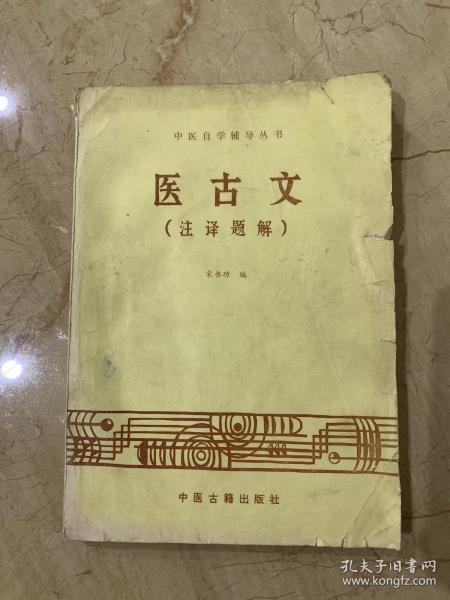 中医自学辅导丛书
医古文
(注译题解)
宋书功 编
中医古籍出版社
孔夫子旧书网
www.kongfz.com